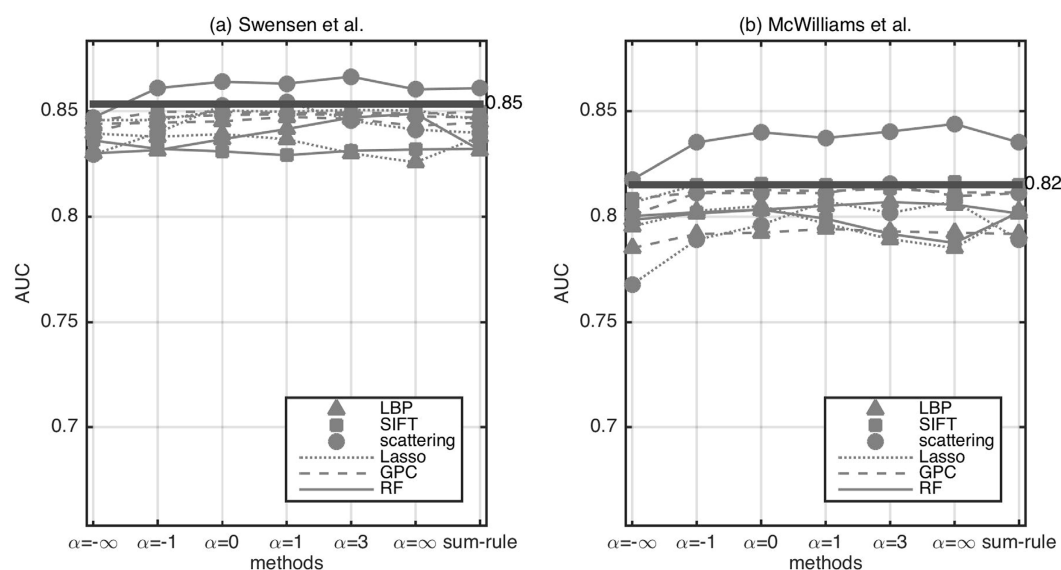 (a) Swensen et al.
AUC
0.85
0.8
0.75
0.7
0.85
LBP
SIFT
scattering
Lasso
GPC
RF
α=-∞ α=-1 α=0 α=1 α=3 α=∞ sum-rule
methods
(b) McWilliams et al.
AUC
0.85
0.8
0.75
0.7
0.82
LBP
SIFT
scattering
Lasso
GPC
RF
α=-∞ α=-1 α=0 α=1 α=3 α=∞ sum-rule
methods